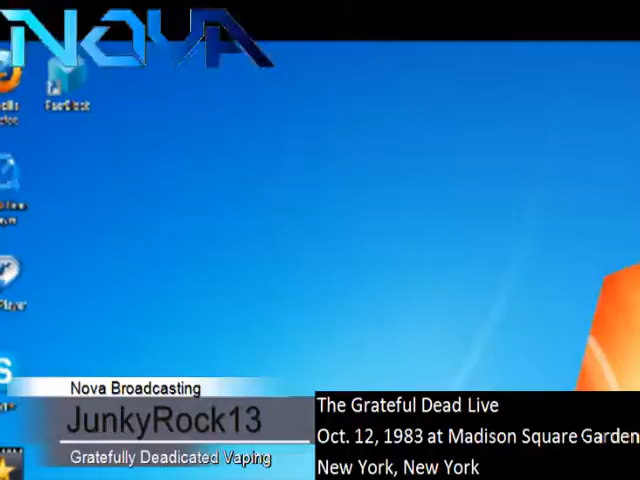 NOVA
Nova Broadcasting
JunkyRock13
Gratefully Deadicated Vaping
The Grateful Dead Live
Oct. 12, 1983 at Madison Square Garden
New York, New York